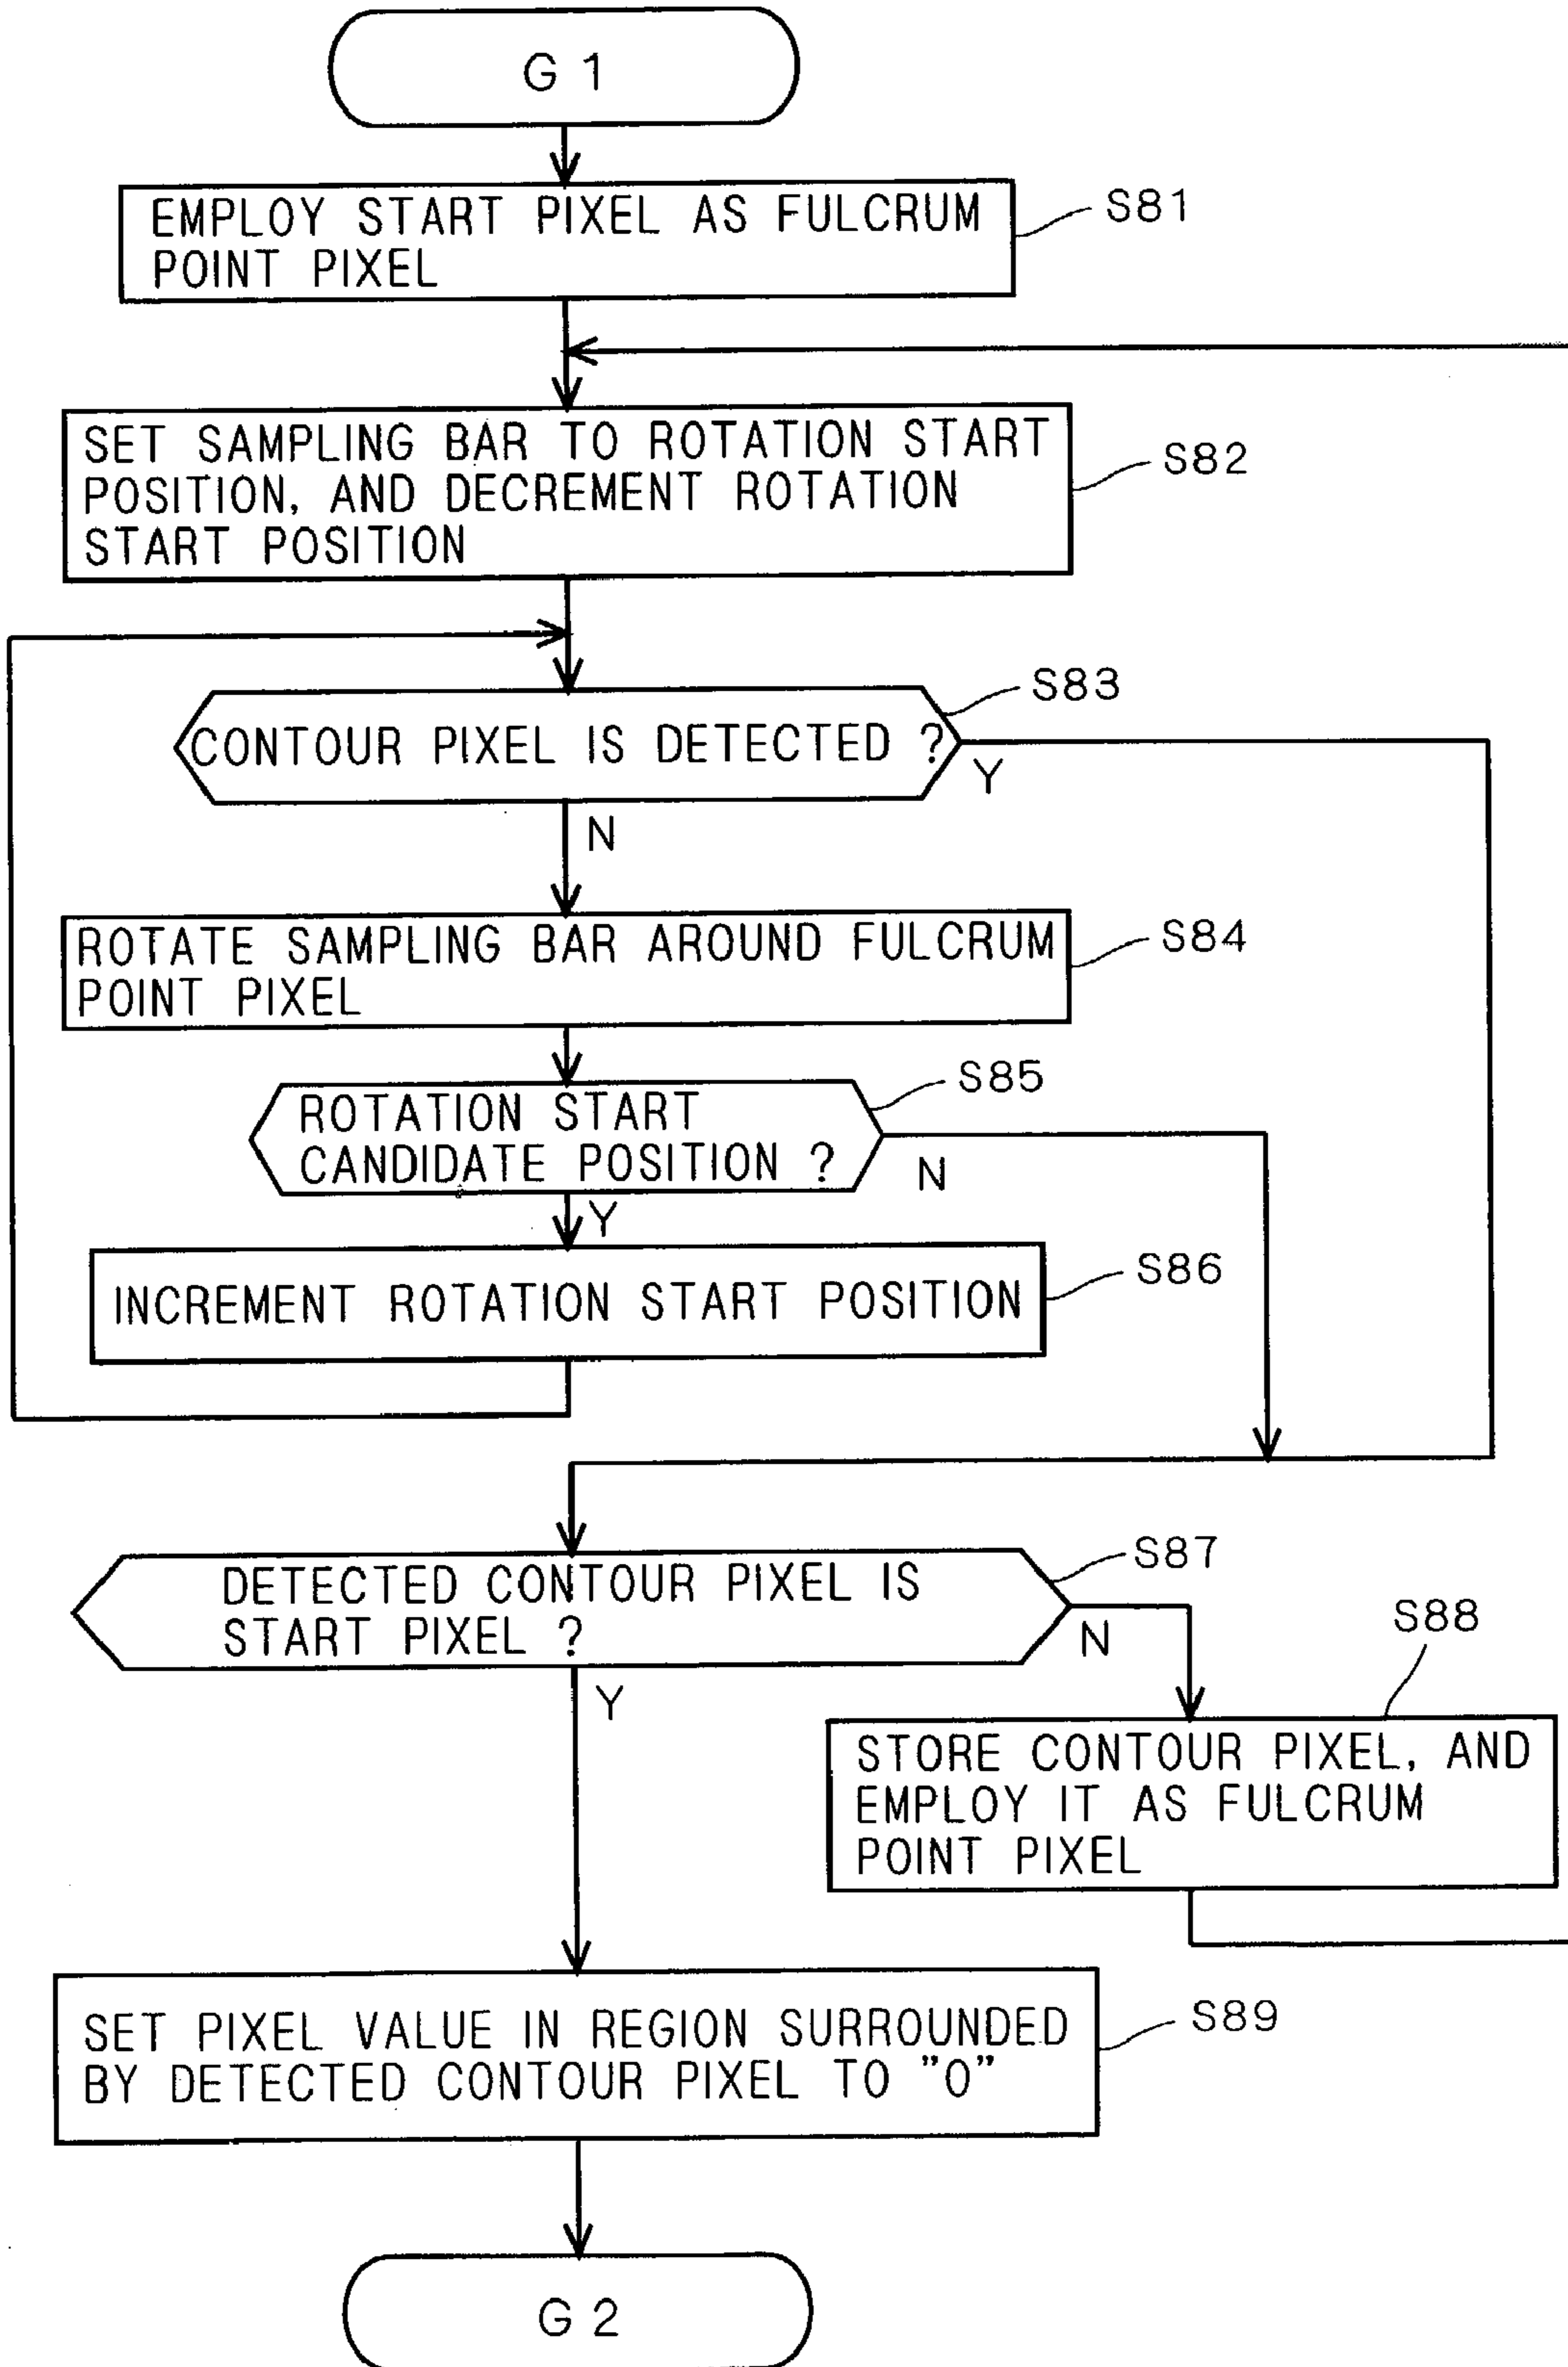 G 1
EMPLOY START PIXEL AS FULCRUM
POINT PIXEL
S81
SET SAMPLING BAR TO ROTATION START
POSITION, AND DECREMENT ROTATION
START POSITION
S82
CONTOUR PIXEL IS DETECTED ?
S83
Y
N
ROTATE SAMPLING BAR AROUND FULCRUM
POINT PIXEL
S84
ROTATION START
CANDIDATE POSITION ?
S85
N
Y
INCREMENT ROTATION START POSITION
S86
DETECTED CONTOUR PIXEL IS
START PIXEL ?
S87
N
Y
S88
STORE CONTOUR PIXEL, AND
EMPLOY IT AS FULCRUM
POINT PIXEL
SET PIXEL VALUE IN REGION SURROUNDED
BY DETECTED CONTOUR PIXEL TO "0"
S89
G 2